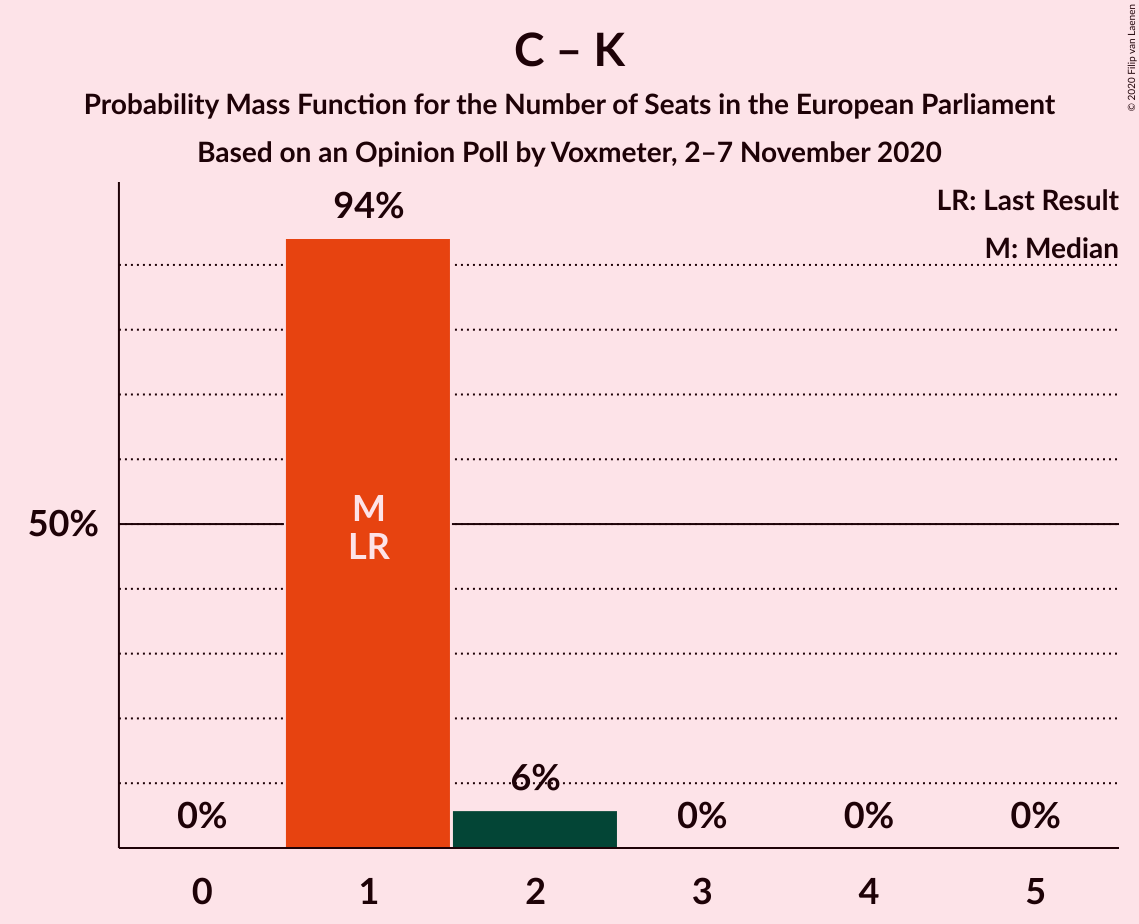 C – K
Probability Mass Function for the Number of Seats in the European Parliament
Based on an Opinion Poll by Voxmeter, 2–7 November 2020
© 2020 Filip van Laenen
LR: Last Result
M: Median
94%
50%
M
LR
6%
0%
0%
0%
0%
0
1
2
3
4
5